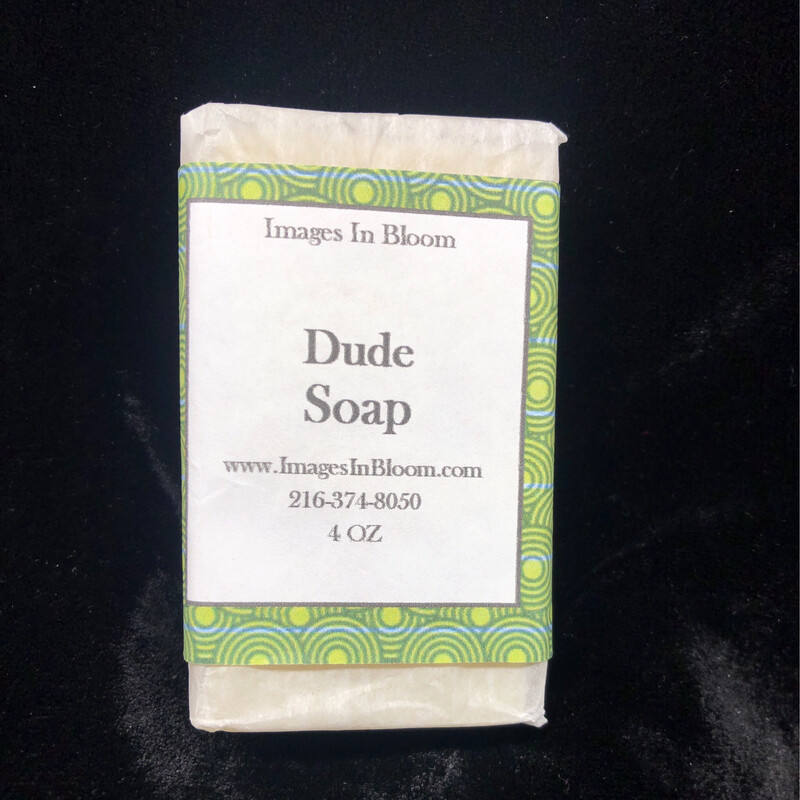 Images In Bloom
Dude
Soap
www.ImagesInBloom.com
216-374-8050
4 OZ